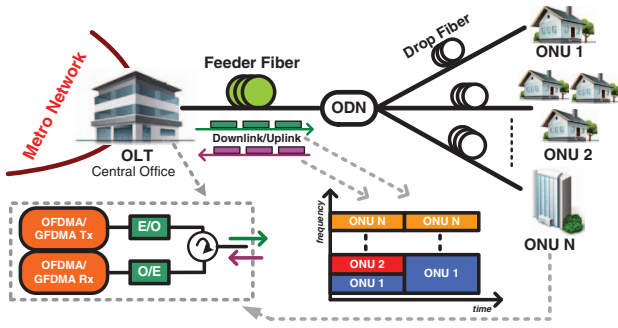 Metro Network
OLT
Central Office
Feeder Fiber
Downlink/Uplink
ODN
Drop Fiber
ONU 1
ONU 2
ONU N
OFDMA/
GFDMA Tx
E/O
OFDMA/
GFDMA Rx
O/E
frequency
ONU N
ONU N
ONU 2
ONU 1
ONU 1
time